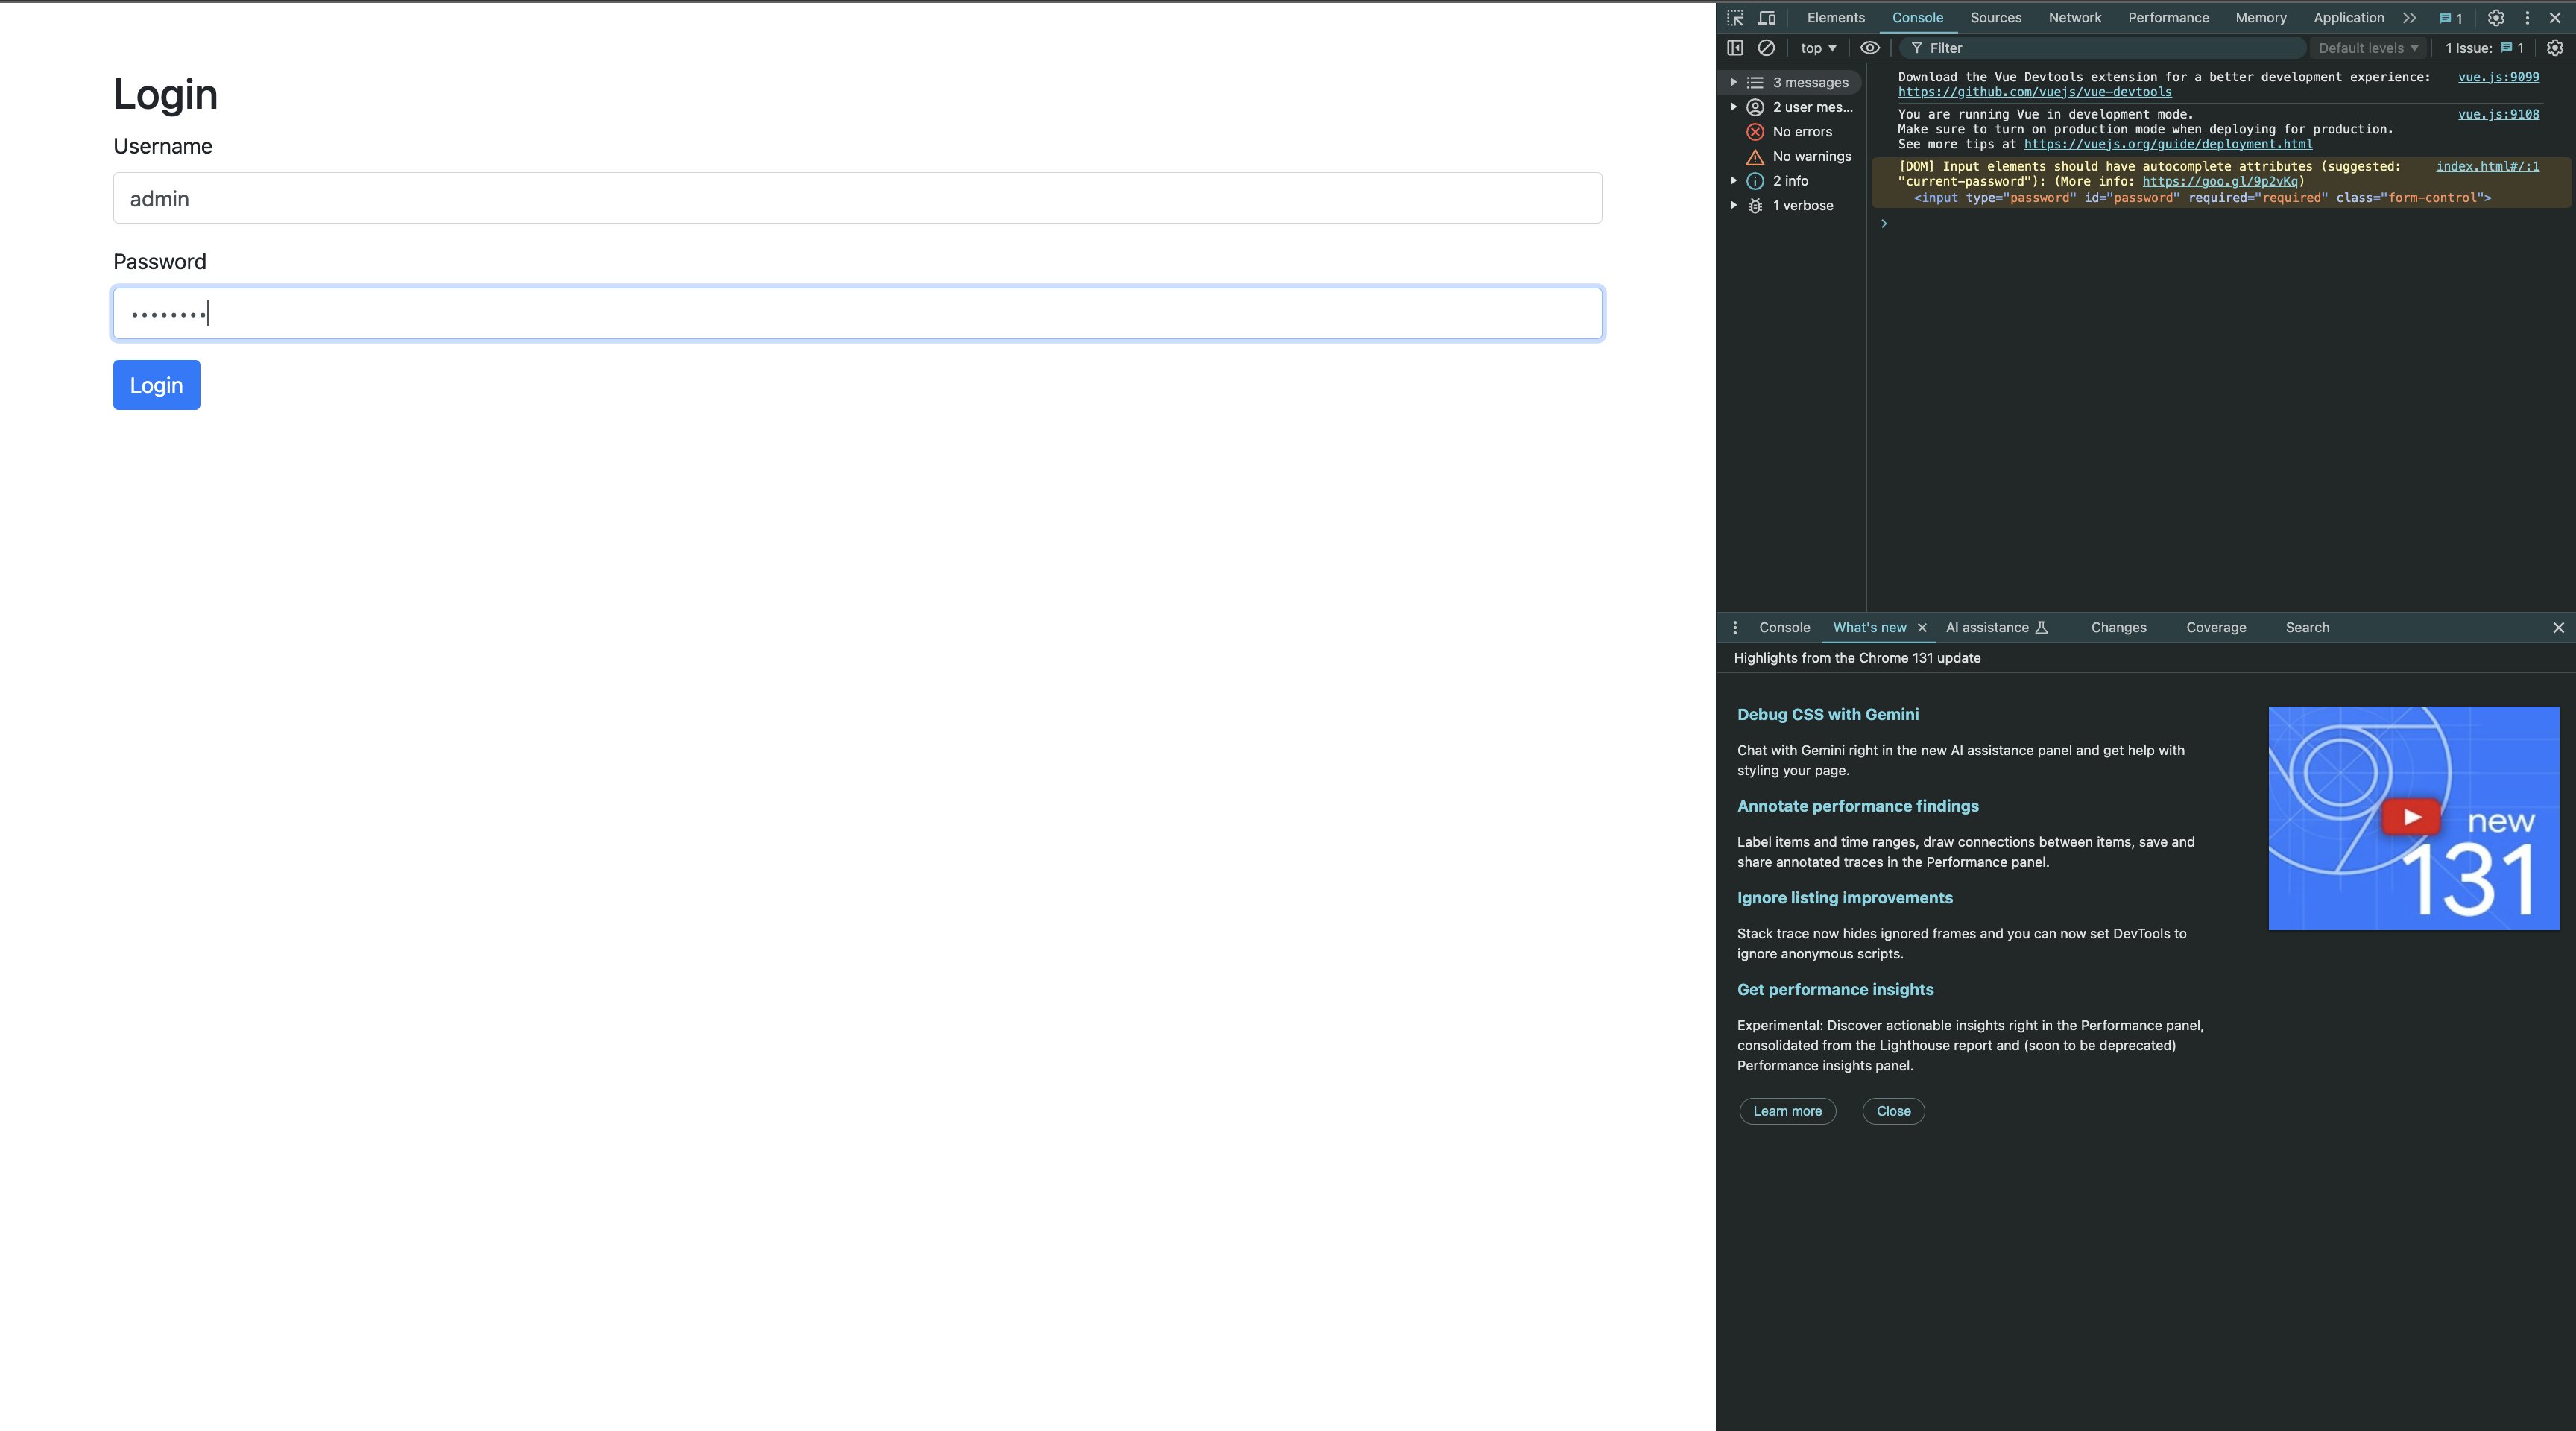 Login
Username
admin
Password
••••••••
Login
Elements Console Sources Network Performance Memory Application 1
top Filter Default levels 1 Issue: 1
3 messages
2 user mes...
No errors
No warnings
2 info
1 verbose
Download the Vue Devtools extension for a better development experience: vue.js:9099
https://github.com/vuejs/vue-devtools
You are running Vue in development mode. vue.js:9108
Make sure to turn on production mode when deploying for production.
See more tips at https://vuejs.org/guide/deployment.html
[DOM] Input elements should have autocomplete attributes (suggested: index.html#/:1
"current-password"): (More info: https://goo.gl/9p2vKq)
<input type="password" id="password" required="required" class="form-control">
Console What's new AI assistance Changes Coverage Search
Highlights from the Chrome 131 update
Debug CSS with Gemini
Chat with Gemini right in the new AI assistance panel and get help with
styling your page.
Annotate performance findings
Label items and time ranges, draw connections between items, save and
share annotated traces in the Performance panel.
Ignore listing improvements
Stack trace now hides ignored frames and you can now set DevTools to
ignore anonymous scripts.
Get performance insights
Experimental: Discover actionable insights right in the Performance panel,
consolidated from the Lighthouse report and (soon to be deprecated)
Performance insights panel.
Learn more Close
new
131